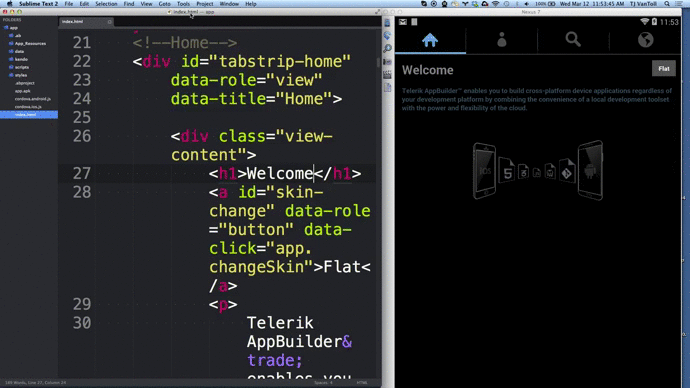 Sublime Text 2 File Edit Selection Find View Goto Tools Project Window Help
Wed Mar 12 11:53:45 AM TJ VanToll
index.html — app
Nexus 7
FOLDERS
app
.ab
App_Resources
data
kendo
scripts
styles
.abproject
app.apk
cordova.android.js
cordova.ios.js
index.html
index.html
21 <!--Home-->
22 <div id="tabstrip-home"
23 data-role="view"
24 data-title="Home">
25
26 <div class="view-
content">
27 <h1>Welcome</h1>
28 <a id="skin-
change" data-role
="button" data-
click="app.
changeSkin">Flat<
/a>
29 <p>
30 Telerik
AppBuilder&
trade;
enables you
11:53
Welcome
Flat
Telerik AppBuilder™ enables you to build cross-platform device applications regardless of
your development platform by combining the convenience of a local development toolset
with the power and flexibility of the cloud.
iOS
Spaces: 4
HTML